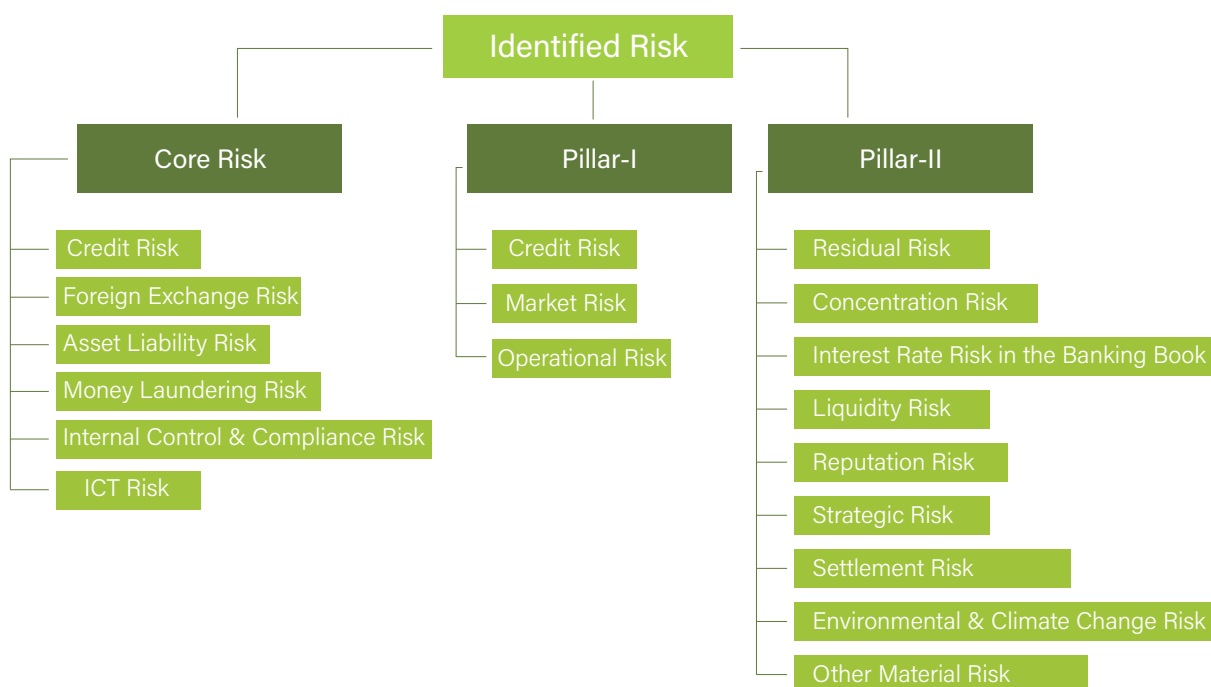 Identified Risk
Core Risk
Credit Risk
Foreign Exchange Risk
Asset Liability Risk
Money Laundering Risk
Internal Control & Compliance Risk
ICT Risk
Pillar-I
Credit Risk
Market Risk
Operational Risk
Pillar-II
Residual Risk
Concentration Risk
Interest Rate Risk in the Banking Book
Liquidity Risk
Reputation Risk
Strategic Risk
Settlement Risk
Environmental & Climate Change Risk
Other Material Risk